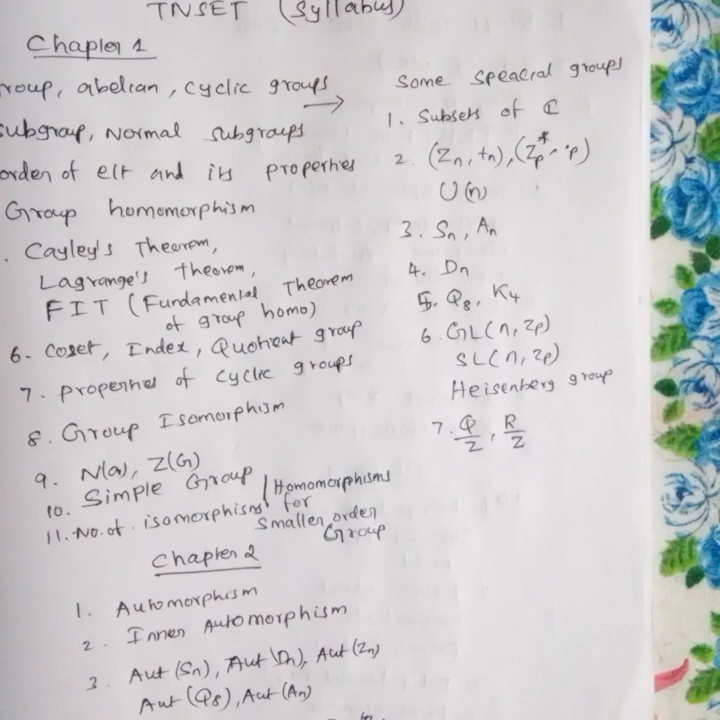 TNSET (Syllabus)
Chapter 1
roup, abelian, cyclic groups →
subgroup, Normal subgroups
order of elt and its properties
Group homomorphism
. Cayley's Theorem,
Lagrange's theorem,
FIT (Fundamental Theorem
of group homo)
6. Coset, Index, Quotient group
7. properties of cyclic groups
8. Group Isomorphism
9. N(a), Z(G)
10. Simple Group
11. No. of isomorphisms / Homomorphisms
for
Smaller order
Group
Some speacial groups
1. Subsets of ℂ
2. (Zn, +n), (Zp*, ·p)
U(n)
3. Sn, An
4. Dn
5. Q8, K4
6. GL(n, Zp)
SL(n, Zp)
Heisenberg group
7. Q/Z, R/Z
Chapter 2
1. Automorphism
2. Inner Automorphism
3. Aut(Sn), Aut(Dn), Aut(Zn)
Aut(Q8), Aut(An)